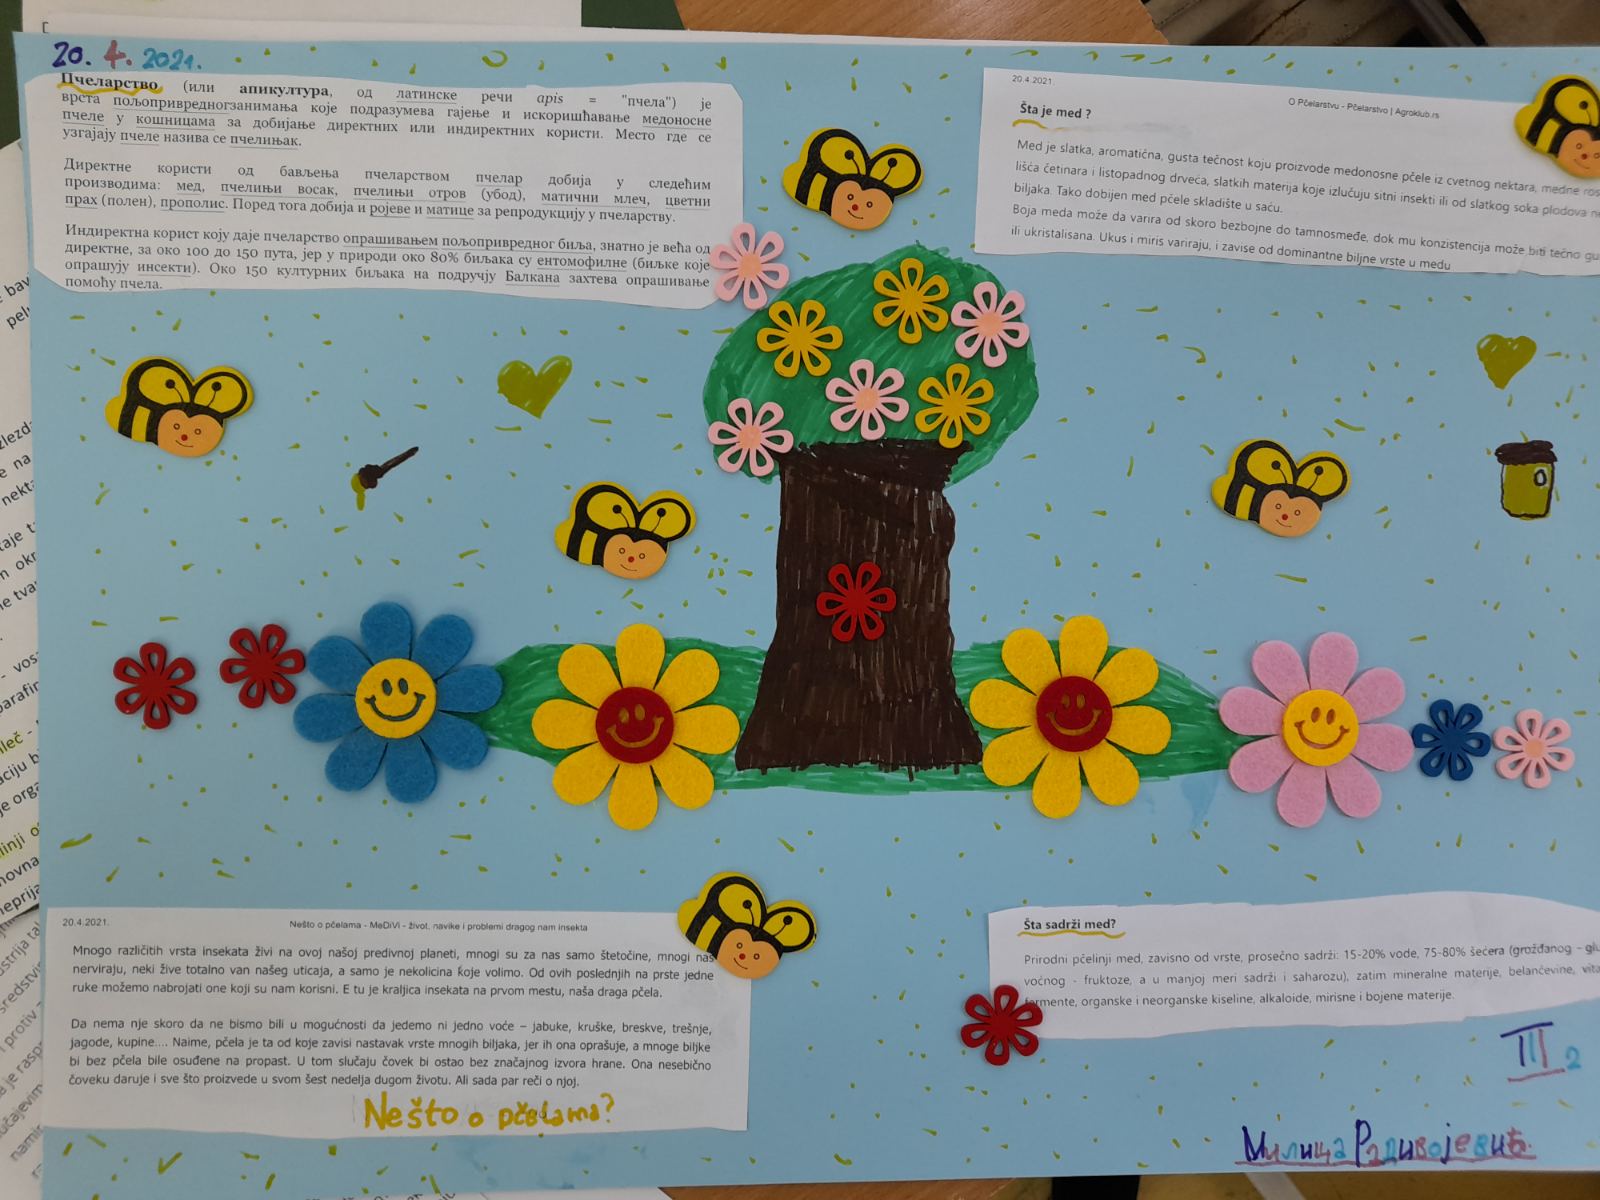 20. 4. 2021.
Пчеларство (или апикултура, од латинске речи apis = "пчела") је
врста пољопривредногзанимања које подразумева гајење и искоришћавање медоносне
пчеле у кошницама за добијање директних или индиректних користи. Место где се
узгајају пчеле назива се пчелињак.
Директне користи од бављења пчеларством пчелар добија у следећим
производима: мед, пчелињи восак, пчелињи отров (убод), матични млеч, цветни
прах (полен), прополис. Поред тога добија и ројеве и матице за репродукцију у пчеларству.
Индиректна корист коју даје пчеларство опрашивањем пољопривредног биља, знатно је већа од
директне, за око 100 до 150 пута, јер у природи око 80% биљака су ентомофилне (биљке које
опрашују инсекти). Око 150 културних биљака на подручју Балкана захтева опрашивање
помоћу пчела.
20.4.2021.
O Pčelarstvu - Pčelarstvo | Agroklub.rs
Šta je med ?
Med je slatka, aromatična, gusta tečnost koju proizvode medonosne pčele iz cvetnog nektara, medne ros
lišća četinara i listopadnog drveća, slatkih materija koje izlučuju sitni insekti ili od slatkog soka plodova
biljaka. Tako dobijen med pčele skladište u saću.
Boja meda može da varira od skoro bezbojne do tamnosmeđe, dok mu konzistencija može biti tečno
ili ukristalisana. Ukus i miris variraju, i zavise od dominantne biljne vrste u medu
20.4.2021.
Nešto o pčelama - MeDiVi - život, navike i problemi dragog nam insekta
Mnogo različitih vrsta insekata živi na ovoj našoj predivnoj planeti, mnogi su za nas samo štetočine, mnogi nas
nerviraju, neki žive totalno van našeg uticaja, a samo je nekolicina koje volimo. Od ovih poslednjih na prste jedne
ruke možemo nabrojati one koji su nam korisni. E tu je kraljica insekata na prvom mestu, naša draga pčela.
Da nema nje skoro da ne bismo bili u mogućnosti da jedemo ni jedno voće – jabuke, kruške, breskve, trešnje,
jagode, kupine.... Naime, pčela je ta od koje zavisi nastavak vrste mnogih biljaka, jer ih ona oprašuje, a mnoge biljke
bi bez pčela bile osuđene na propast. U tom slučaju čovek bi ostao bez značajnog izvora hrane. Ona nesebično
čoveku daruje i sve što proizvede u svom šest nedelja dugom životu. Ali sada par reči o njoj.
Nešto o pčelama?
Šta sadrži med?
Prirodni pčelinji med, zavisno od vrste, prosečno sadrži: 15-20% vode, 75-80% šećera (grožđanog -
voćnog - fruktoze, a u manjoj meri sadrži i saharozu), zatim mineralne materije, belančevine,
fermente, organske i neorganske kiseline, alkaloide, mirisne i bojene materije.
III 2
Милица Радивојевић